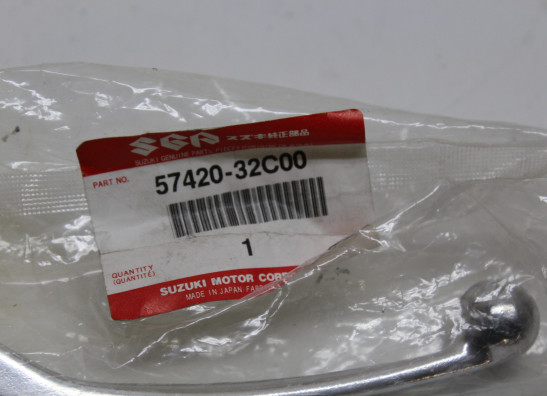 SGP スズキ純正部品
SUZUKI GENUINE PARTS
PART NO. 57420-32C00
1
QUANTITY
(QUANTITÉ)
SUZUKI MOTOR CORP
MADE IN JAPAN